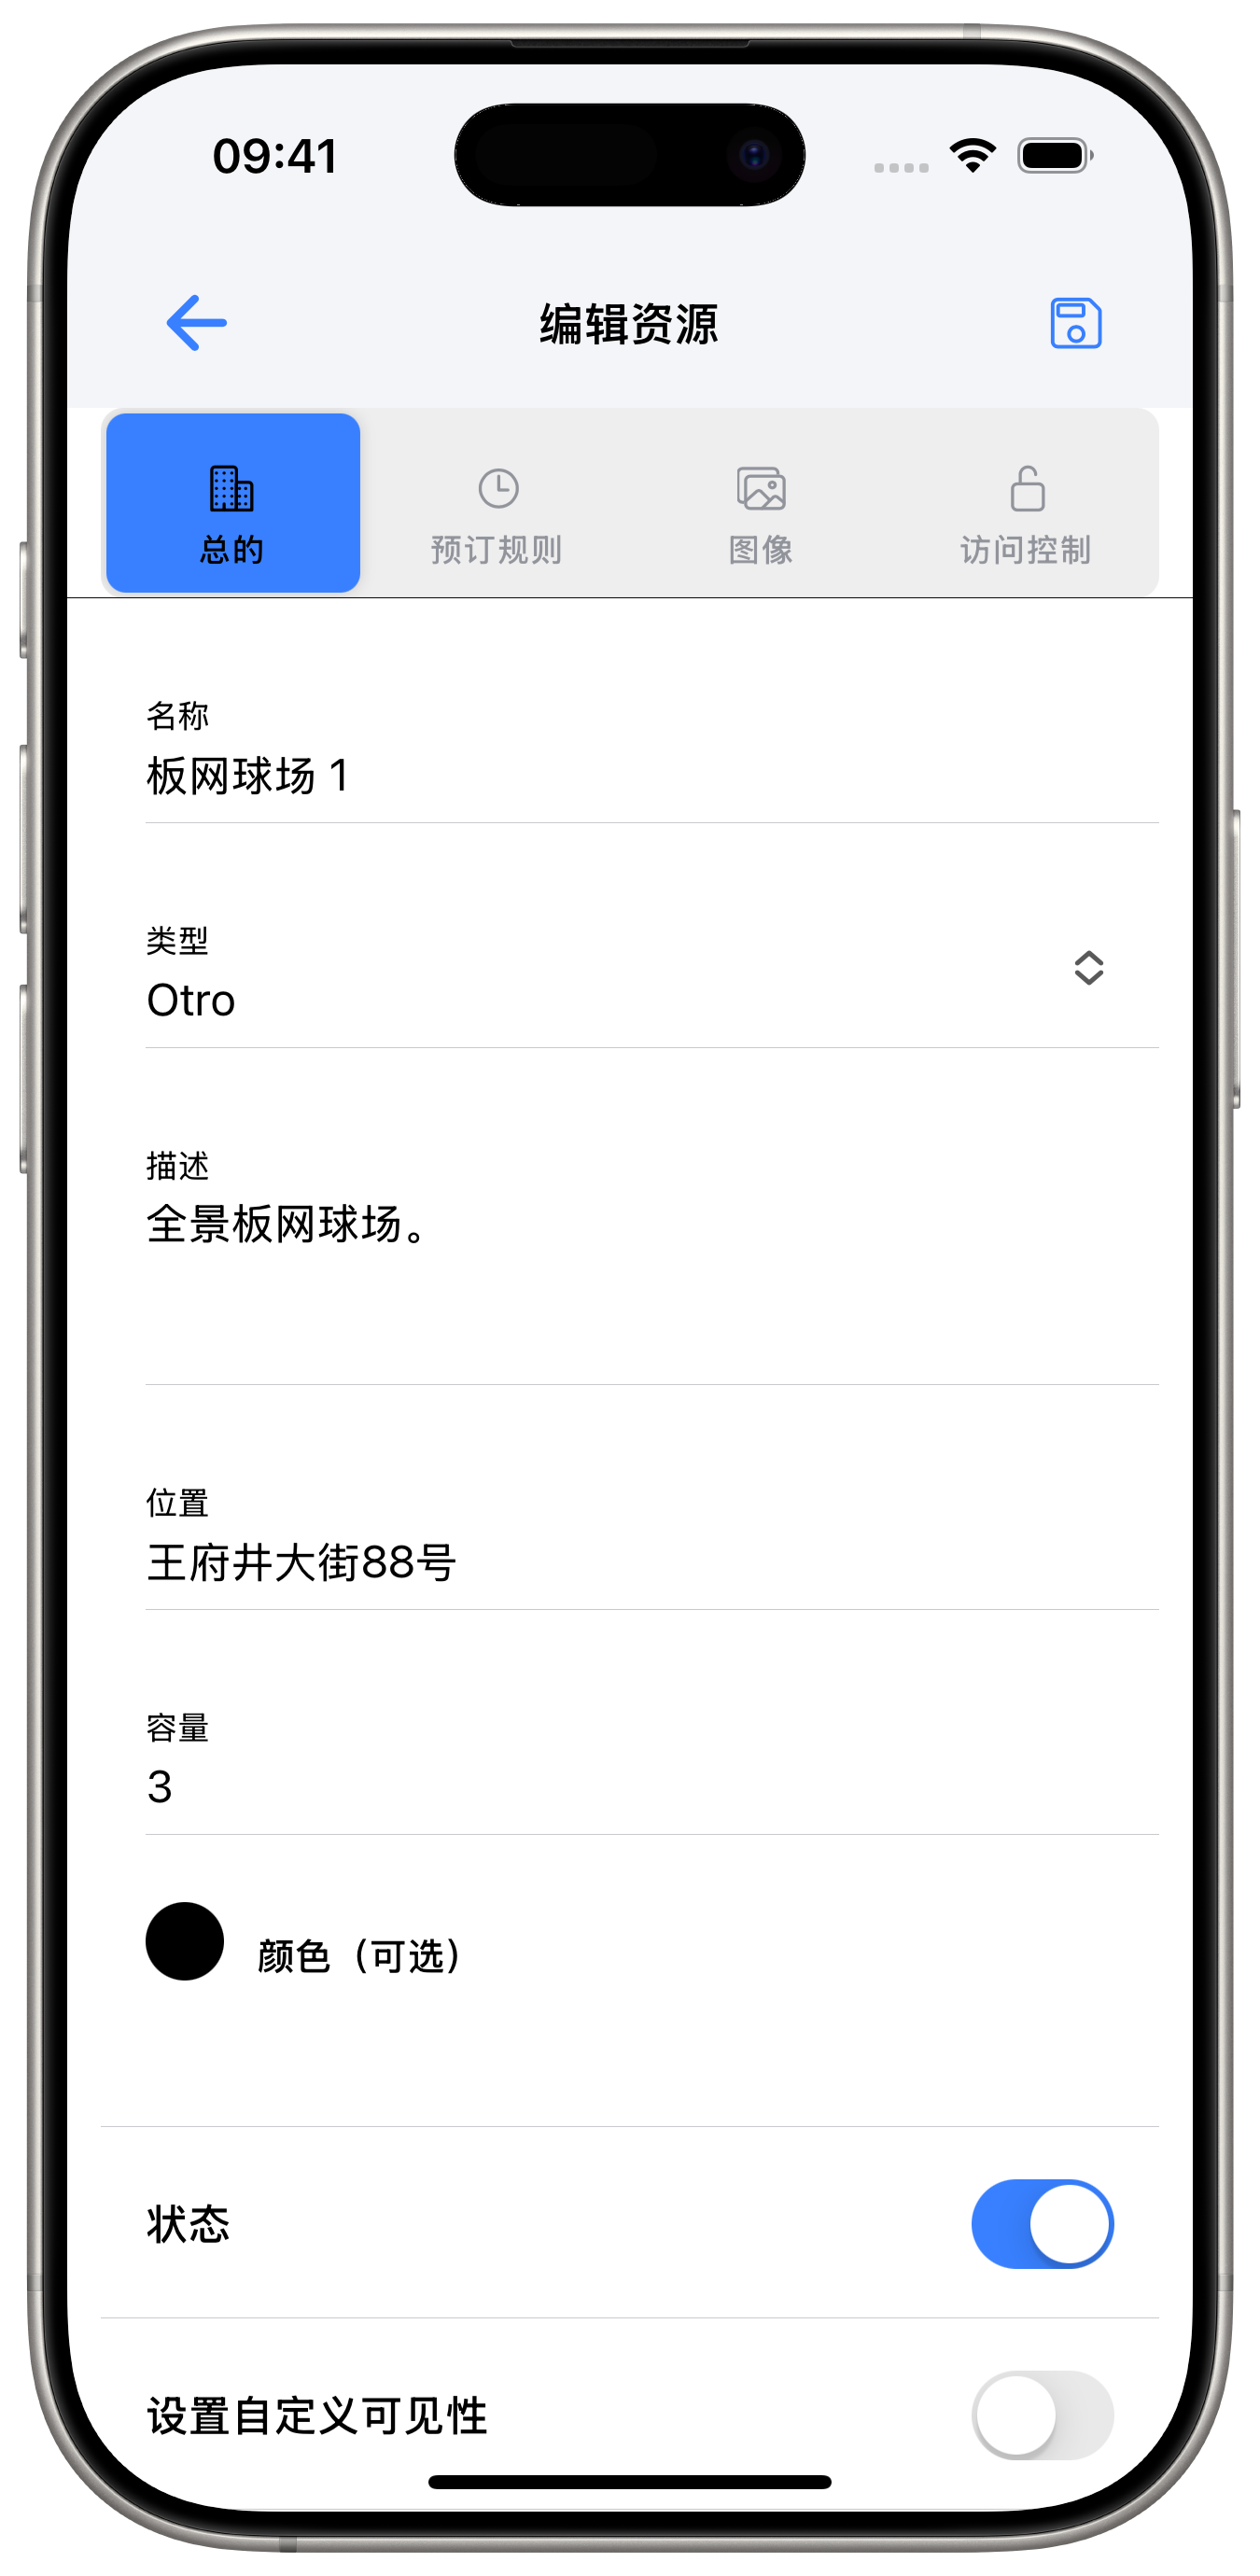 09:41
编辑资源
总的
预订规则
图像
访问控制
名称
板网球场 1
类型
Otro
描述
全景板网球场。
位置
王府井大街88号
容量
3
颜色（可选）
状态
设置自定义可见性